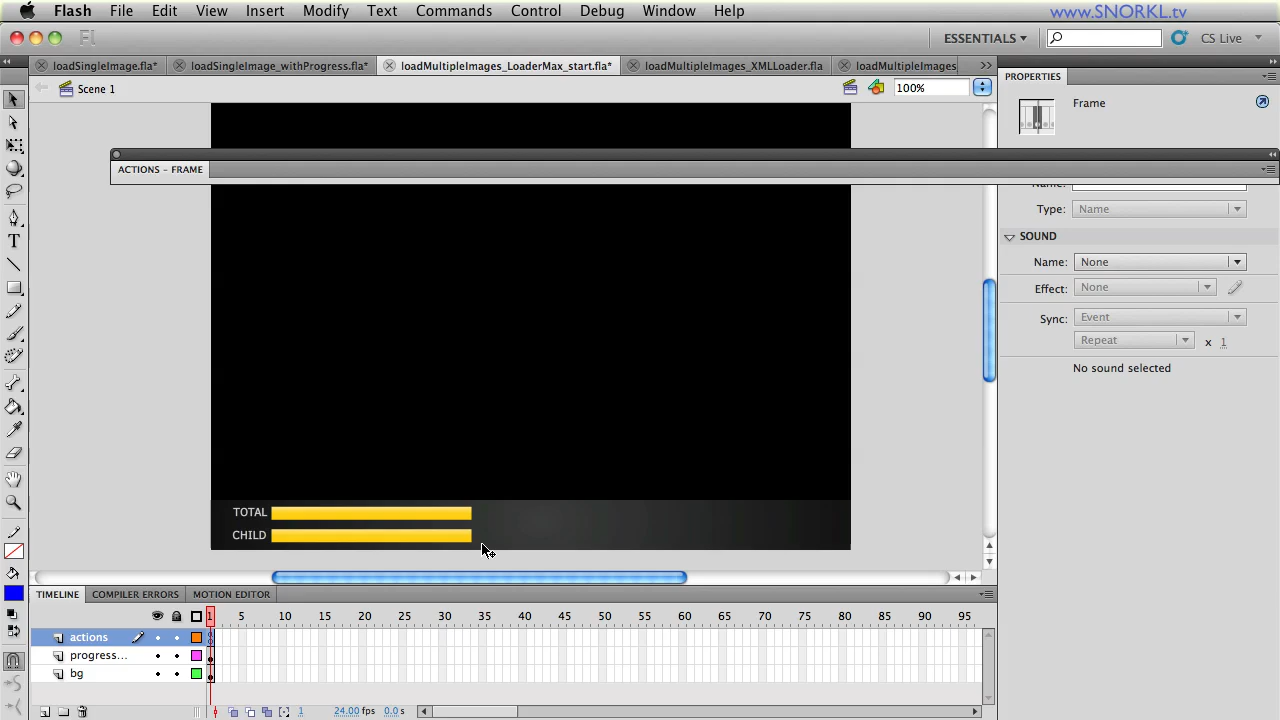 Flash File Edit View Insert Modify Text Commands Control Debug Window Help www.SNORKL.tv
Fl ESSENTIALS CS Live
loadSingleImage.fla* loadSingleImage_withProgress.fla* loadMultipleImages_LoaderMax_start.fla* loadMultipleImages_XMLLoader.fla loadMultipleImages
Scene 1 100%
PROPERTIES
Frame
ACTIONS – FRAME
Type: Name
SOUND
Name: None
Effect: None
Sync: Event
Repeat x 1
No sound selected
TOTAL
CHILD
TIMELINE COMPILER ERRORS MOTION EDITOR
1 5 10 15 20 25 30 35 40 45 50 55 60 65 70 75 80 85 90 95
actions
progress...
bg
1 24.00 fps 0.0 s